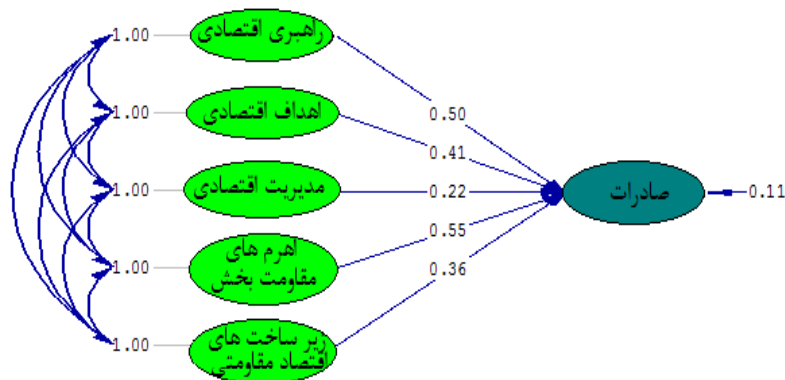 1.00
راهبری اقتصادی
0.50
1.00
اهداف اقتصادی
0.41
1.00
مدیریت اقتصادی
0.22
صادرات
0.11
1.00
اهرم های
مقاومت بخش
0.55
0.36
1.00
زیر ساخت های
اقتصاد مقاومتی